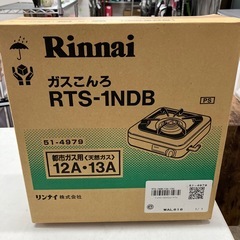 Rinnai
ガスこんろ
RTS-1NDB
PS
51-4979
都市ガス用(天然ガス)
12A・13A
リンナイ株式会社